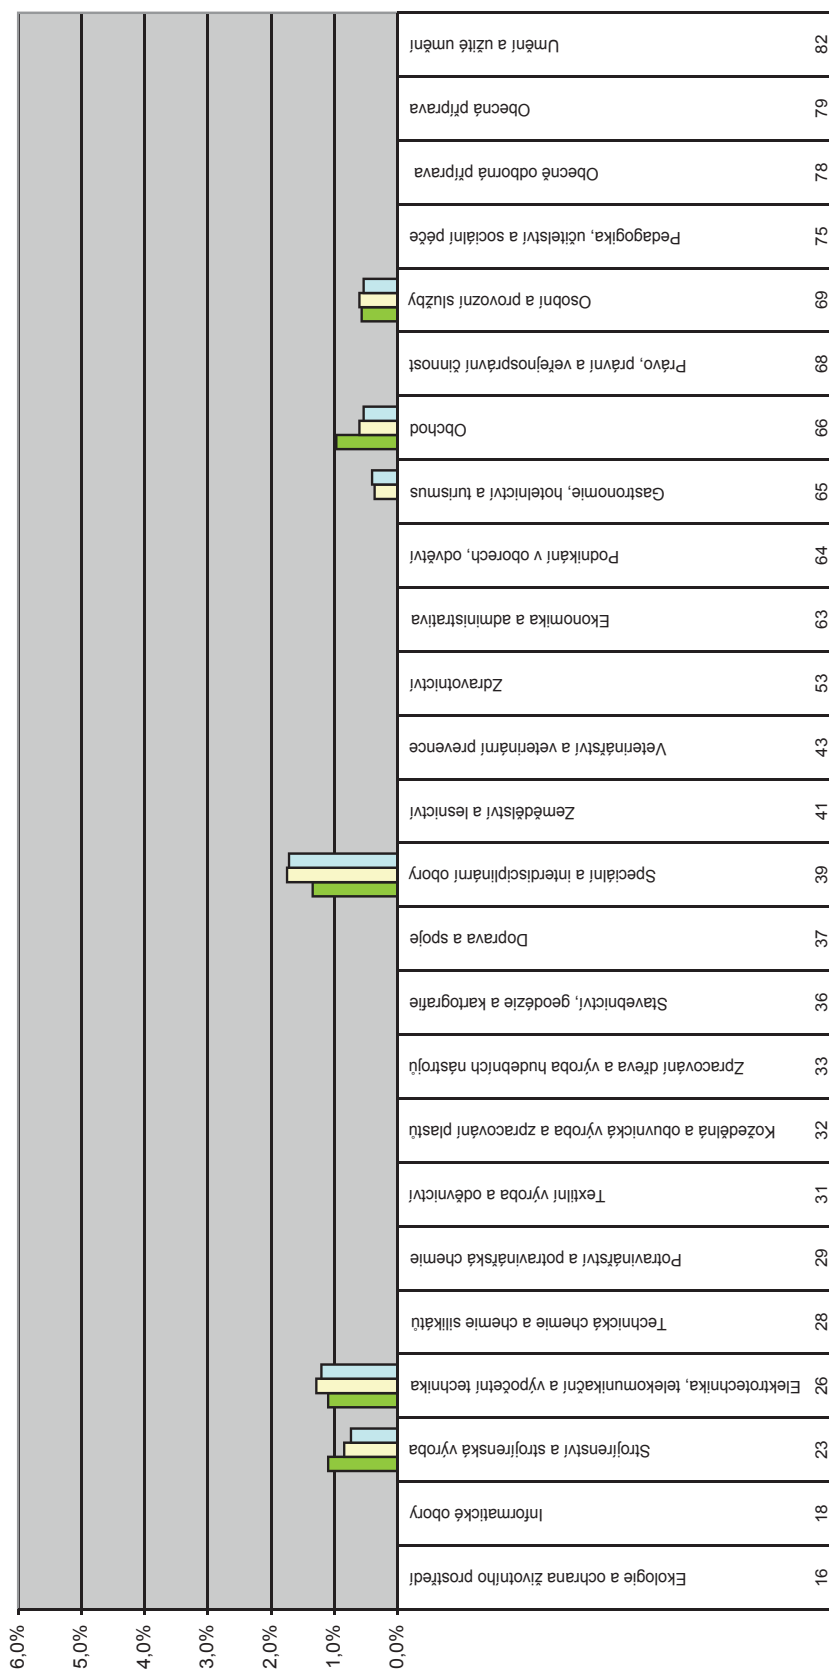 6,0%
5,0%
4,0%
3,0%
2,0%
1,0%
0,0%
16 Ekologie a ochrana životního prostředí
18 Informatické obory
23 Strojírenství a strojírenská výroba
26 Elektrotechnika, telekomunikační a výpočetní technika
28 Technická chemie a chemie silikátů
29 Potravinářství a potravinářská chemie
31 Textilní výroba a oděvnictví
32 Kožedělná a obuvnická výroba a zpracování plastů
33 Zpracování dřeva a výroba hudebních nástrojů
36 Stavebnictví, geodézie a kartografie
37 Doprava a spoje
39 Speciální a interdisciplinární obory
41 Zemědělství a lesnictví
43 Veterinářství a veterinární prevence
53 Zdravotnictví
63 Ekonomika a administrativa
64 Podnikání v oborech, odvětví
65 Gastronomie, hotelnictví a turismus
66 Obchod
68 Právo, právní a veřejnosprávní činnost
69 Osobní a provozní služby
75 Pedagogika, učitelství a sociální péče
78 Obecně odborná příprava
79 Obecná příprava
82 Umění a užité umění